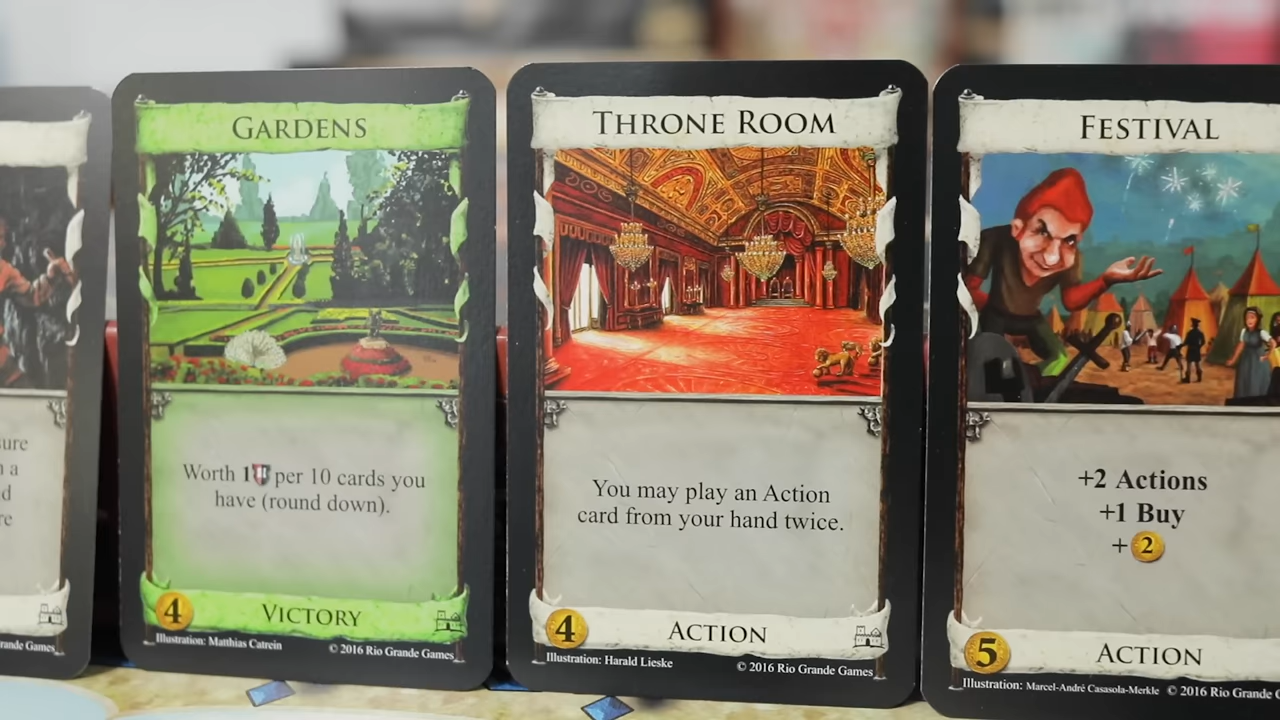 GARDENS
Worth 1 per 10 cards you
have (round down).
4
VICTORY
Illustration: Matthias Catrein
© 2016 Rio Grande Games
THRONE ROOM
You may play an Action
card from your hand twice.
4
ACTION
Illustration: Harald Lieske
© 2016 Rio Grande Games
FESTIVAL
+2 Actions
+1 Buy
+ 2
5
ACTION
Illustration: Marcel-André Casasola-Merkle
© 2016 Rio Grande
a
Games